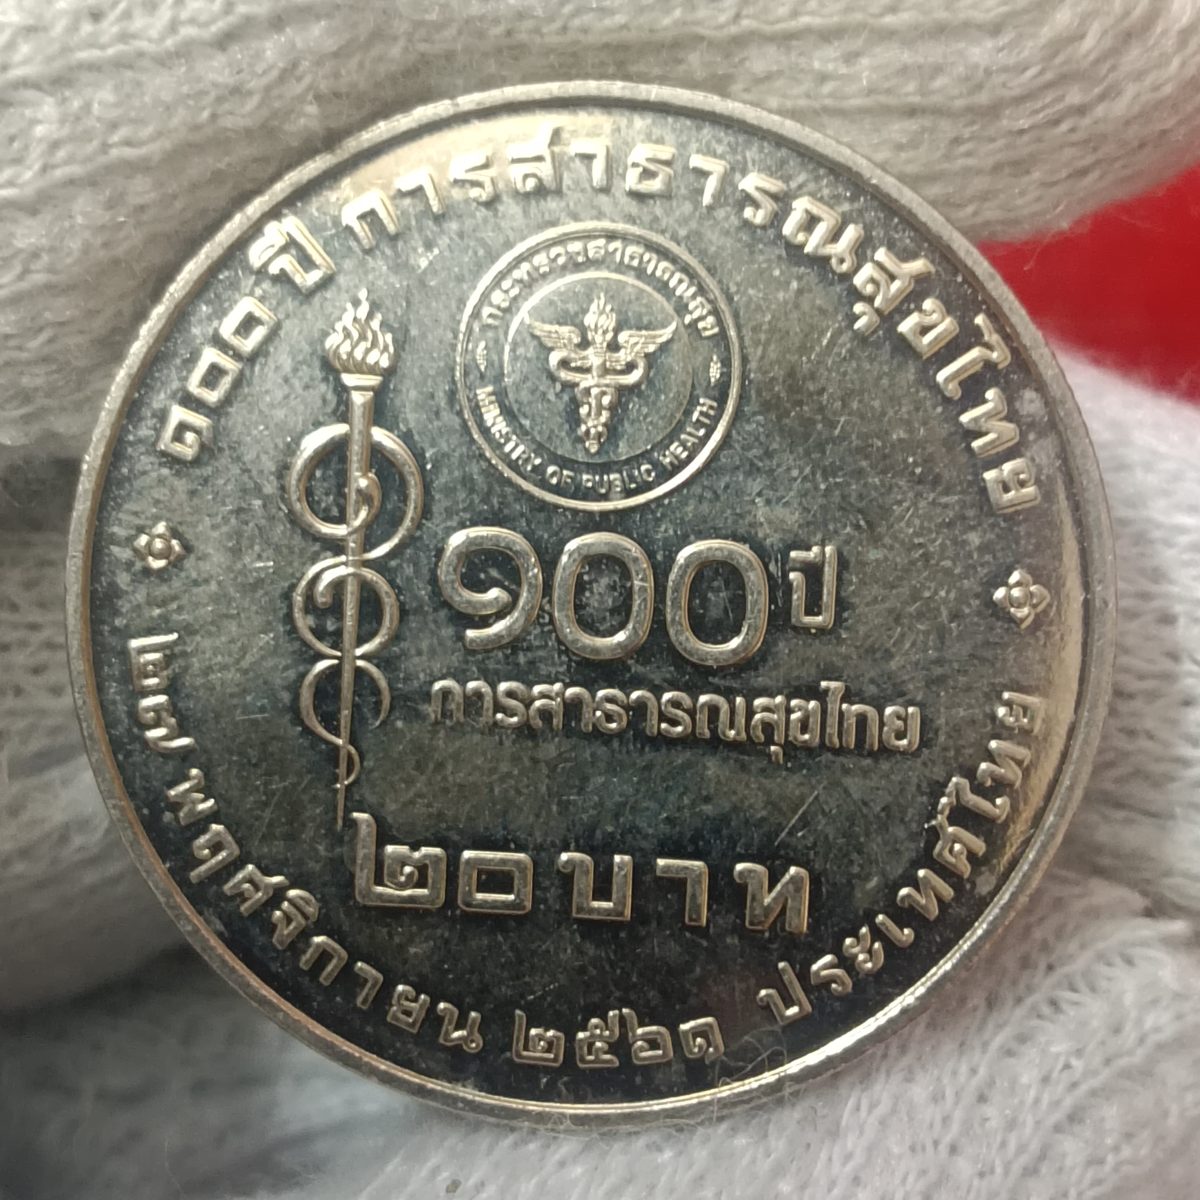 ๑๐๐ ปี การสาธารณสุขไทย
กระทรวงสาธารณสุข
MINISTRY OF PUBLIC HEALTH
๑๐๐ ปี
การสาธารณสุขไทย
๒๐ บาท
๒๗ พฤศจิกายน ๒๕๖๑ ประเทศไทย